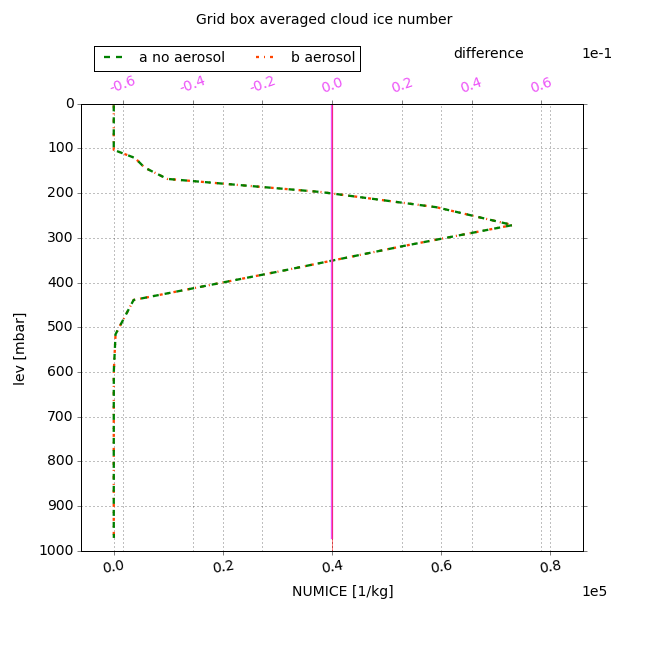 Grid box averaged cloud ice number
a no aerosol b aerosol difference 1e-1
-0.6 -0.4 -0.2 0.0 0.2 0.4 0.6
0
100
200
300
400
500
600
700
800
900
1000
lev [mbar]
0.0 0.2 0.4 0.6 0.8
NUMICE [1/kg] 1e5